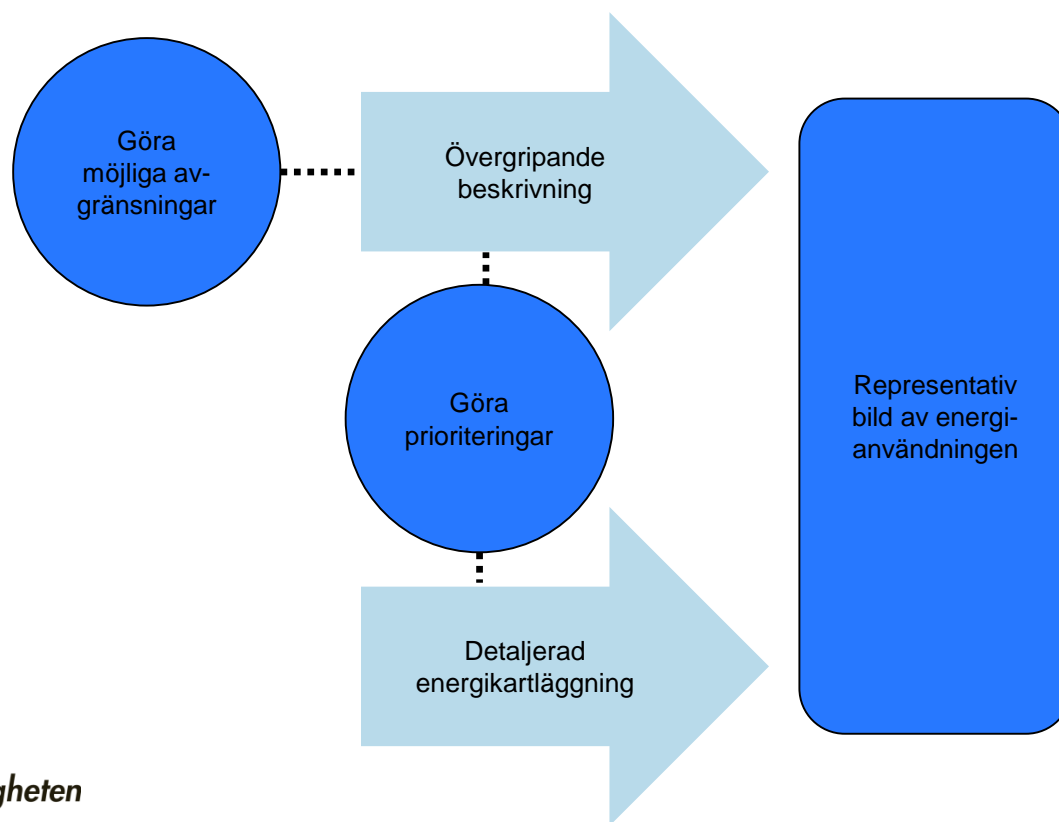 Göra
möjliga av-
gränsningar
Övergripande
beskrivning
Göra
prioriteringar
Representativ
bild av energi-
användningen
Detaljerad
energikartläggning
gheten